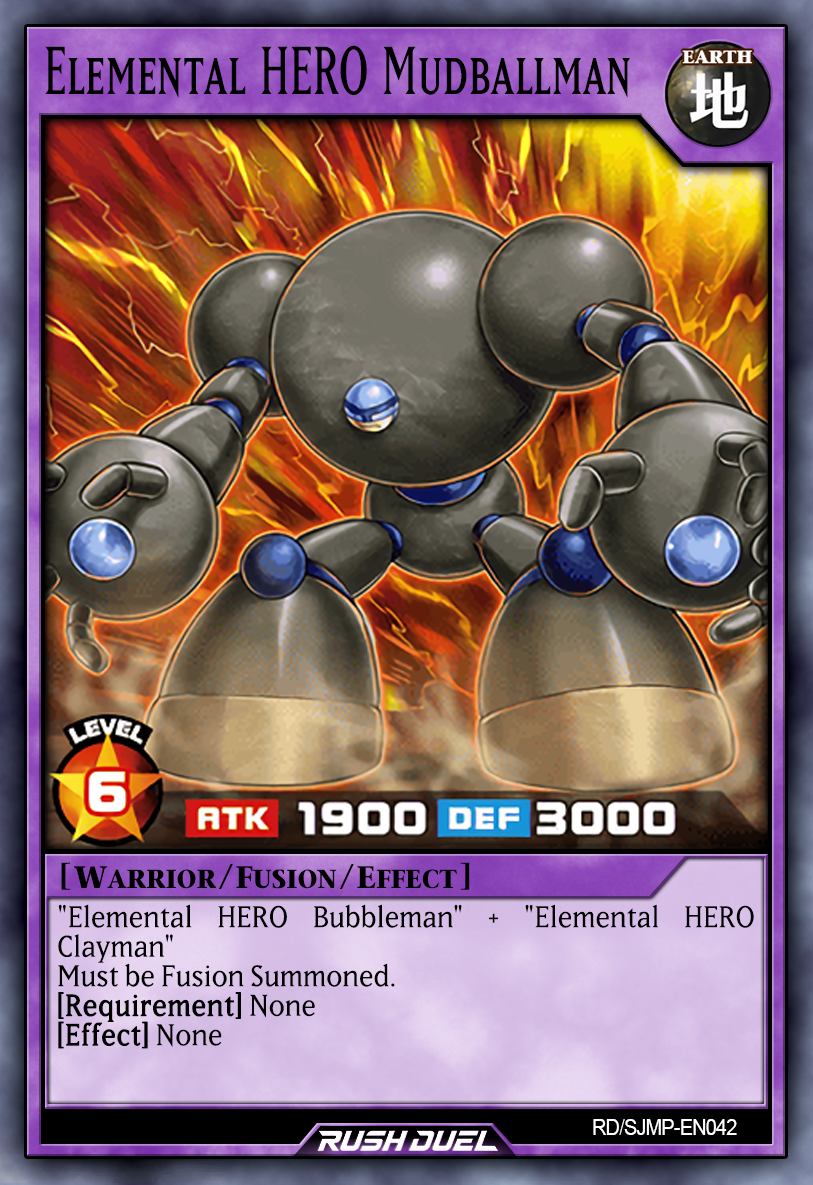 Elemental HERO Mudballman
EARTH
地
LEVEL
6
ATK 1900 DEF 3000
[Warrior/Fusion/Effect]
"Elemental HERO Bubbleman" + "Elemental HERO
Clayman"
Must be Fusion Summoned.
[Requirement] None
[Effect] None
RD/SJMP-EN042
RUSH DUEL